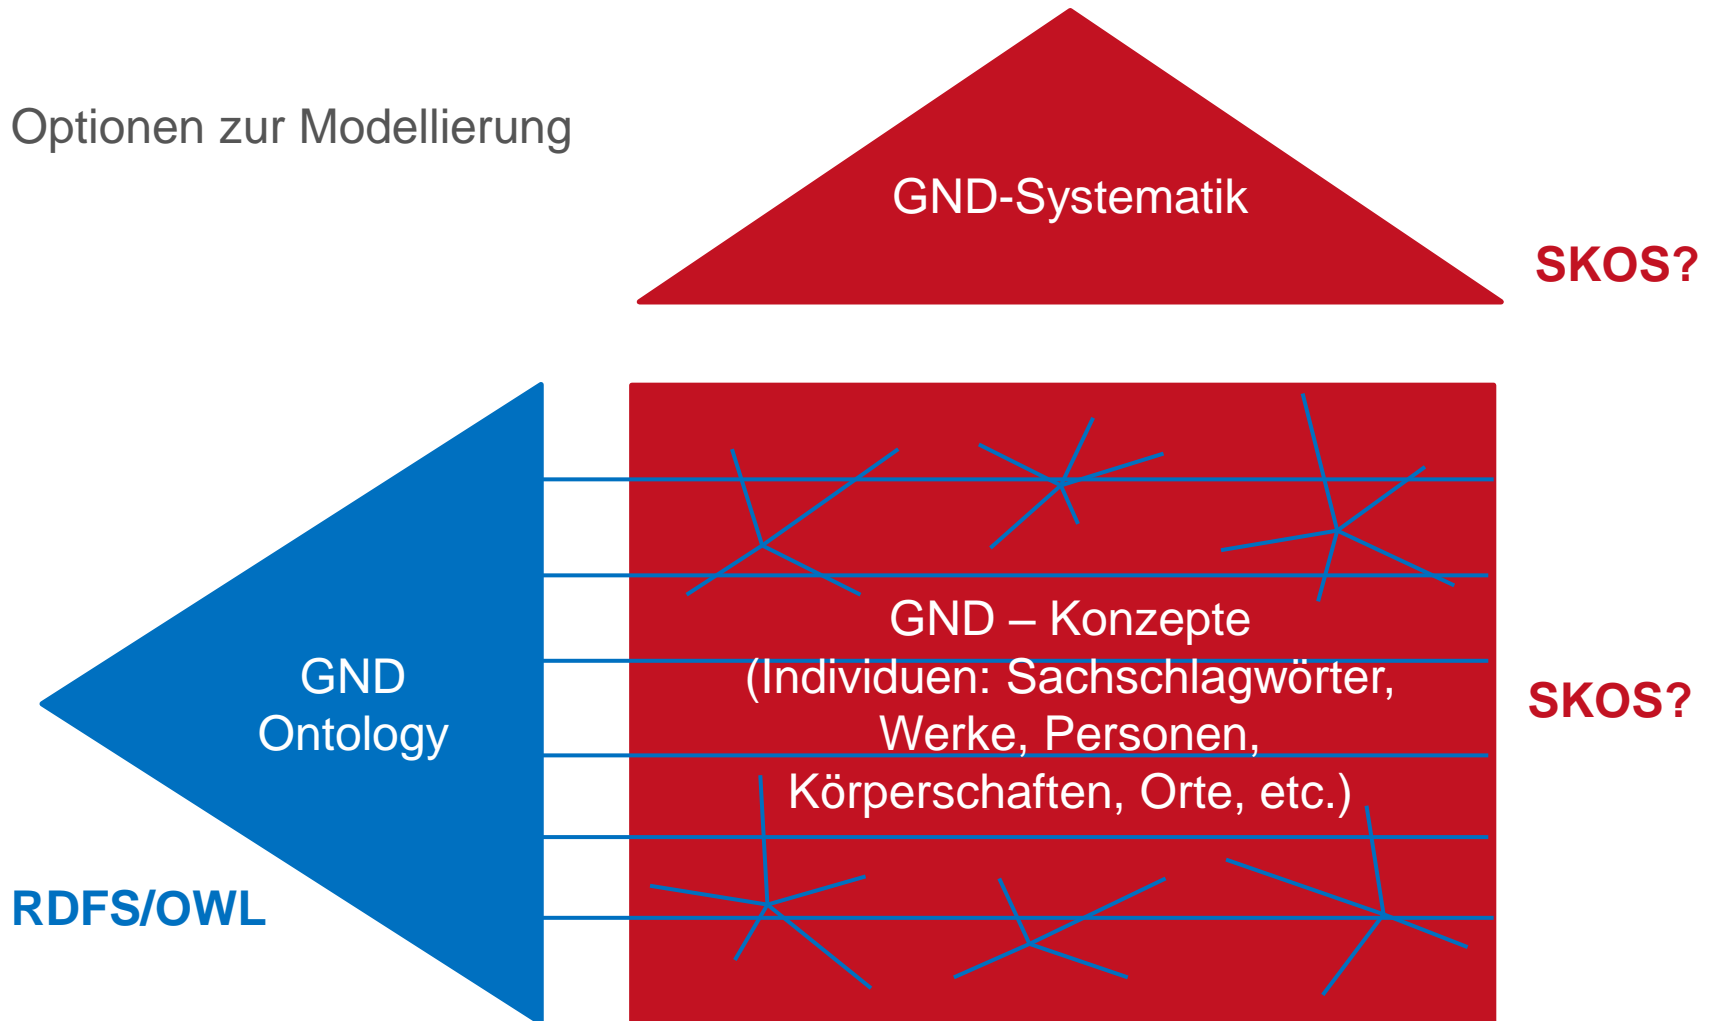 Optionen zur Modellierung
GND-Systematik
SKOS?
GND
Ontology
GND – Konzepte
(Individuen: Sachschlagwörter,
Werke, Personen,
Körperschaften, Orte, etc.)
SKOS?
RDFS/OWL